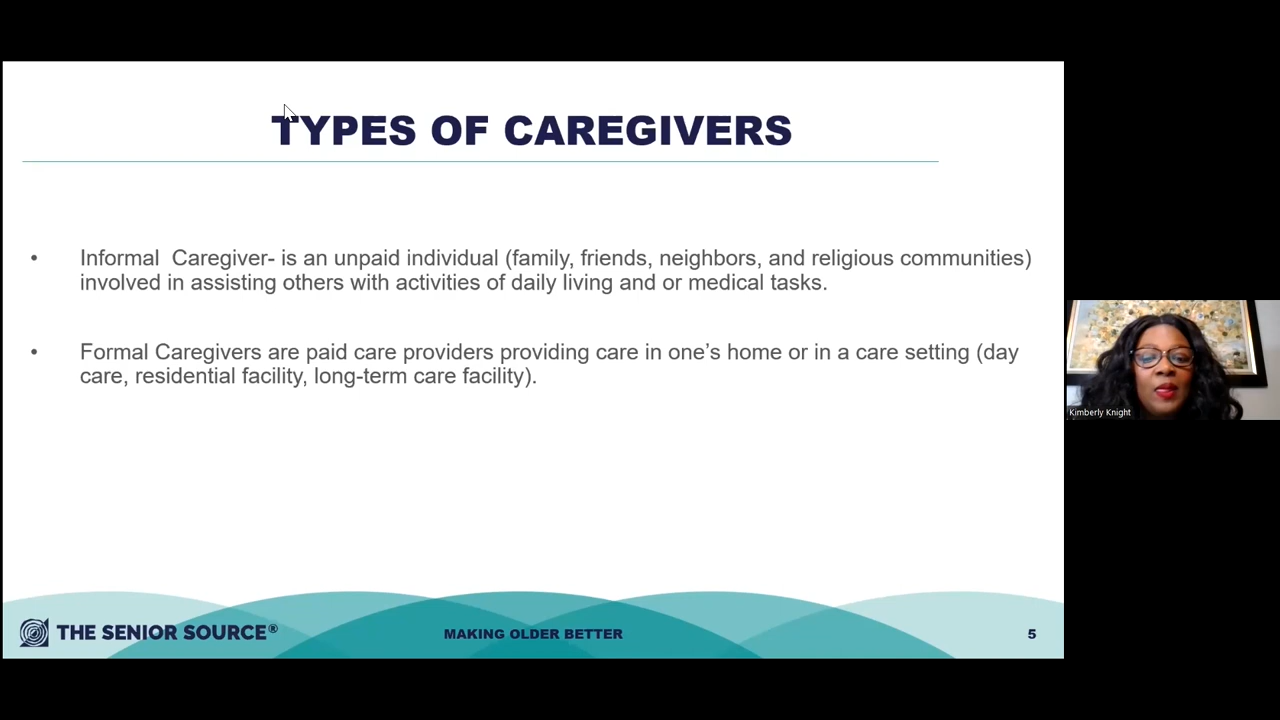 TYPES OF CAREGIVERS
• Informal  Caregiver- is an unpaid individual (family, friends, neighbors, and religious communities)
involved in assisting others with activities of daily living and or medical tasks.
• Formal Caregivers are paid care providers providing care in one’s home or in a care setting (day
care, residential facility, long-term care facility).
Kimberly Knight
THE SENIOR SOURCE®
MAKING OLDER BETTER
5